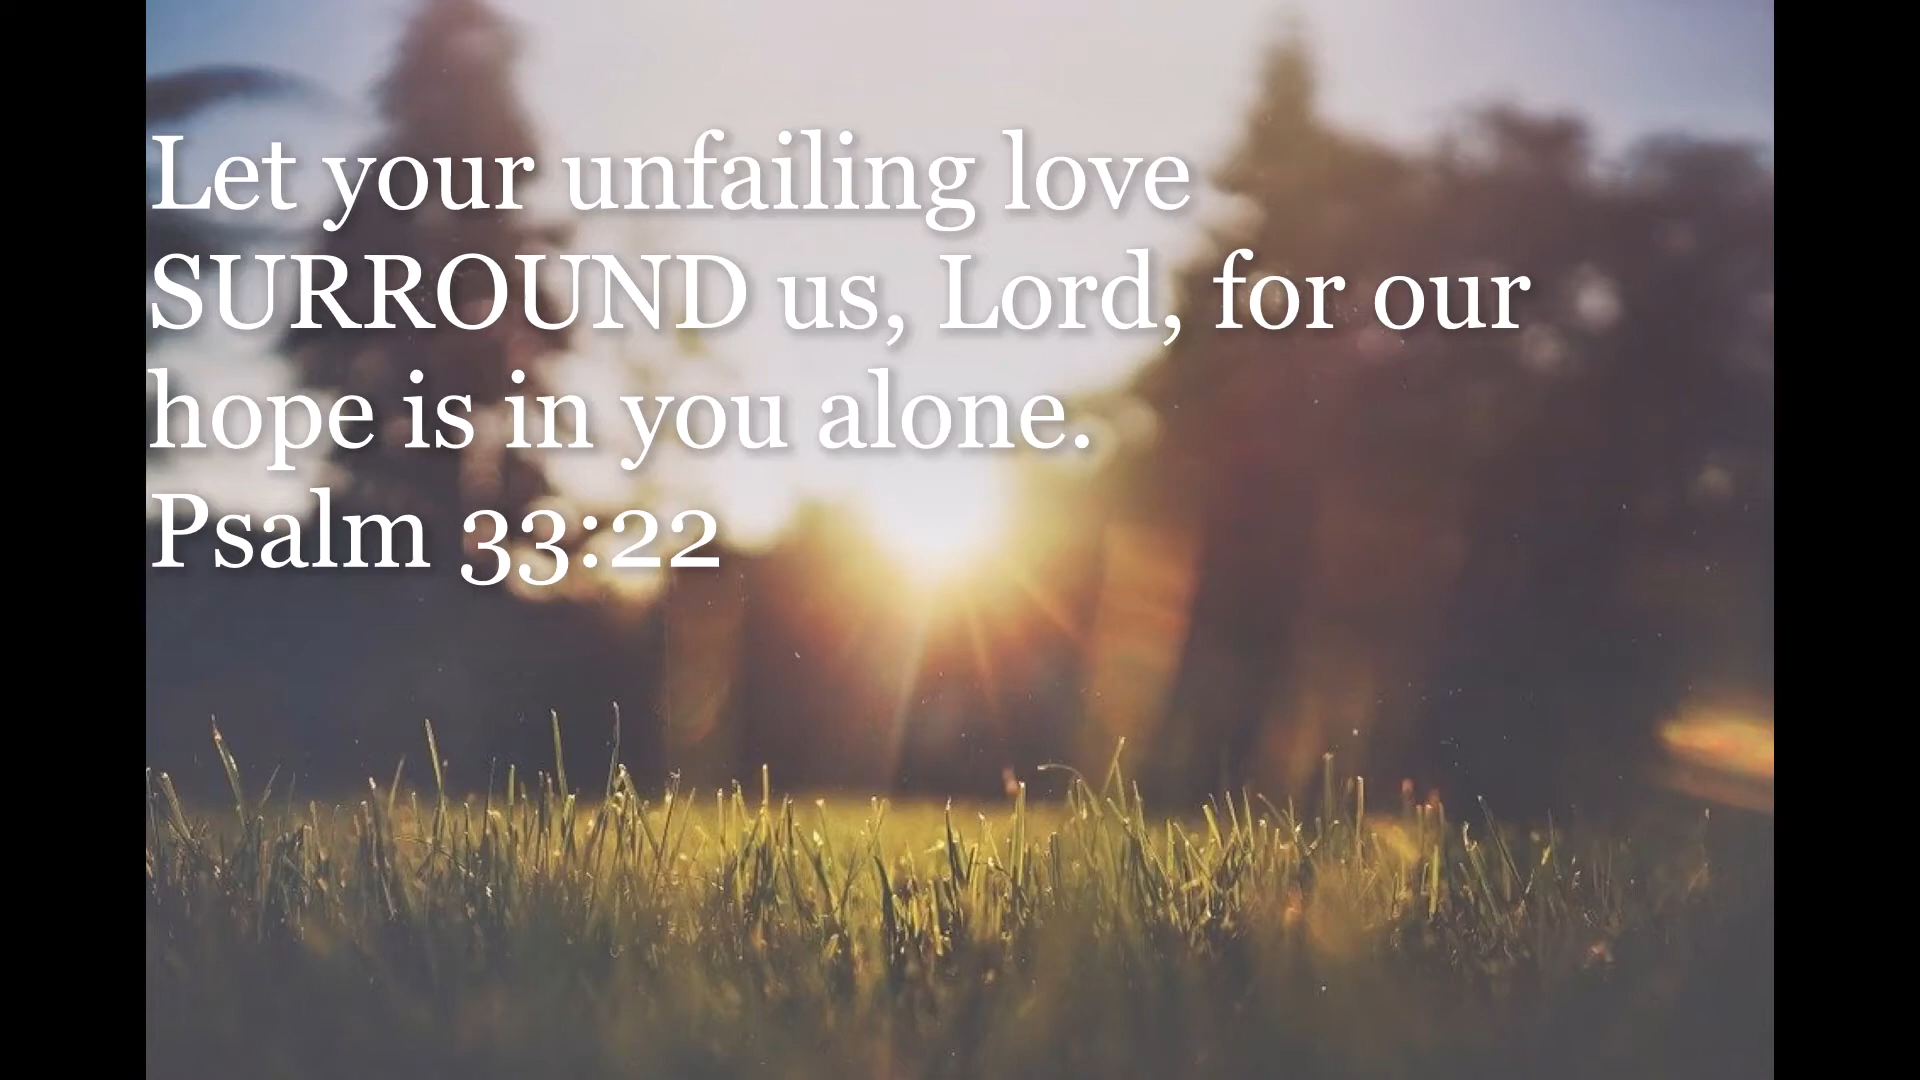 Let your unfailing love
SURROUND us, Lord, for our
hope is in you alone.
Psalm 33:22